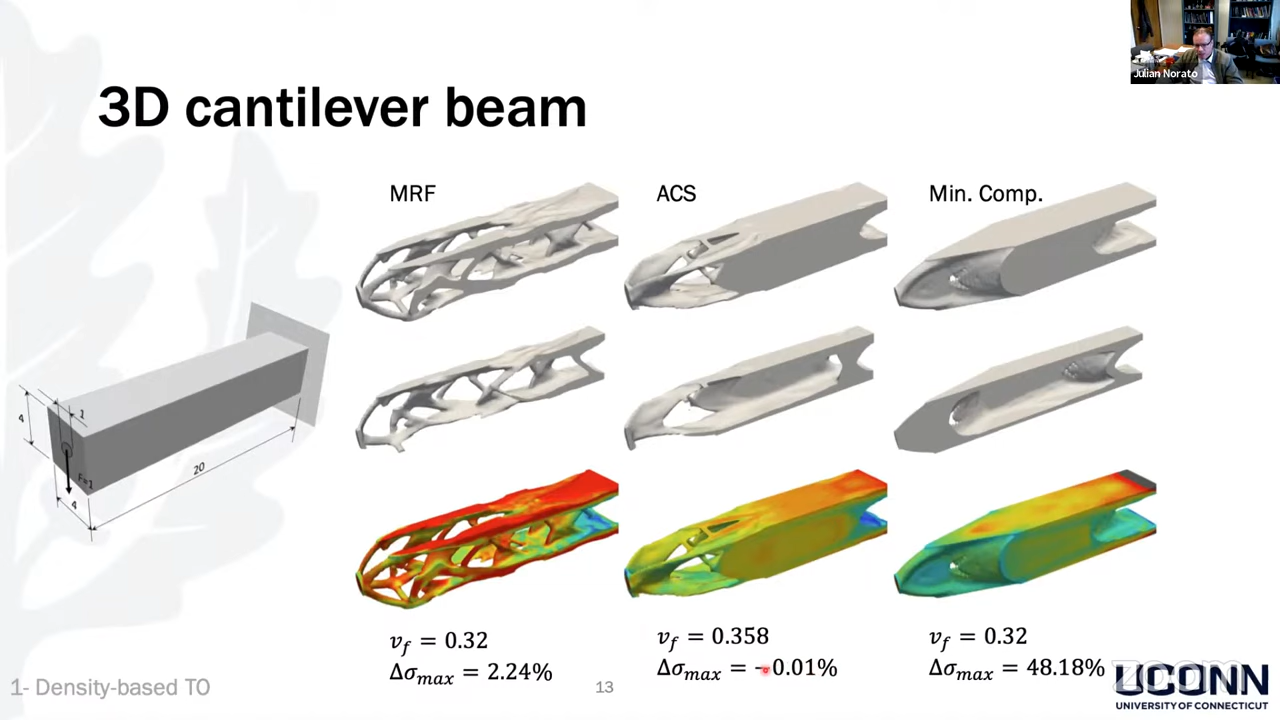 Julian Norato
3D cantilever beam
MRF
ACS
Min. Comp.
1
4
F=1
4
20
v_f = 0.32
Δσ_max = 2.24%
v_f = 0.358
Δσ_max = -0.01%
v_f = 0.32
Δσ_max = 48.18%
1- Density-based TO
13
zoom
UCONN
UNIVERSITY OF CONNECTICUT